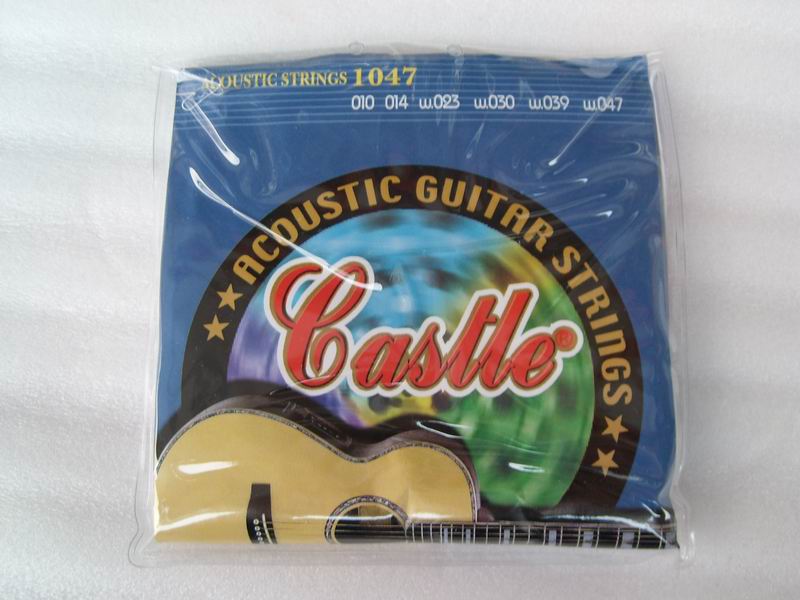 ACOUSTIC STRINGS 1047
010 014 w.023 w.030 w.039 w.047
ACOUSTIC GUITAR STRINGS
Castle®